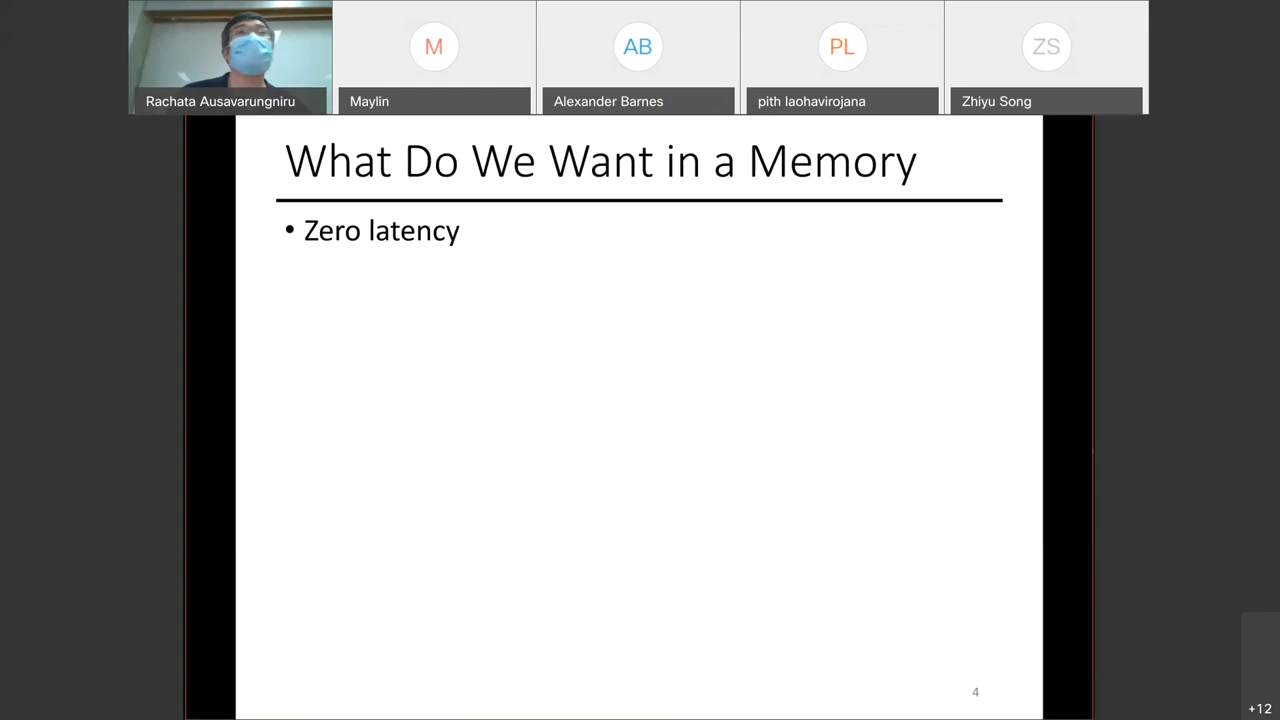 Rachata Ausavarungniru
M
Maylin
AB
Alexander Barnes
PL
pith laohavirojana
ZS
Zhiyu Song
What Do We Want in a Memory
• Zero latency
4
+12